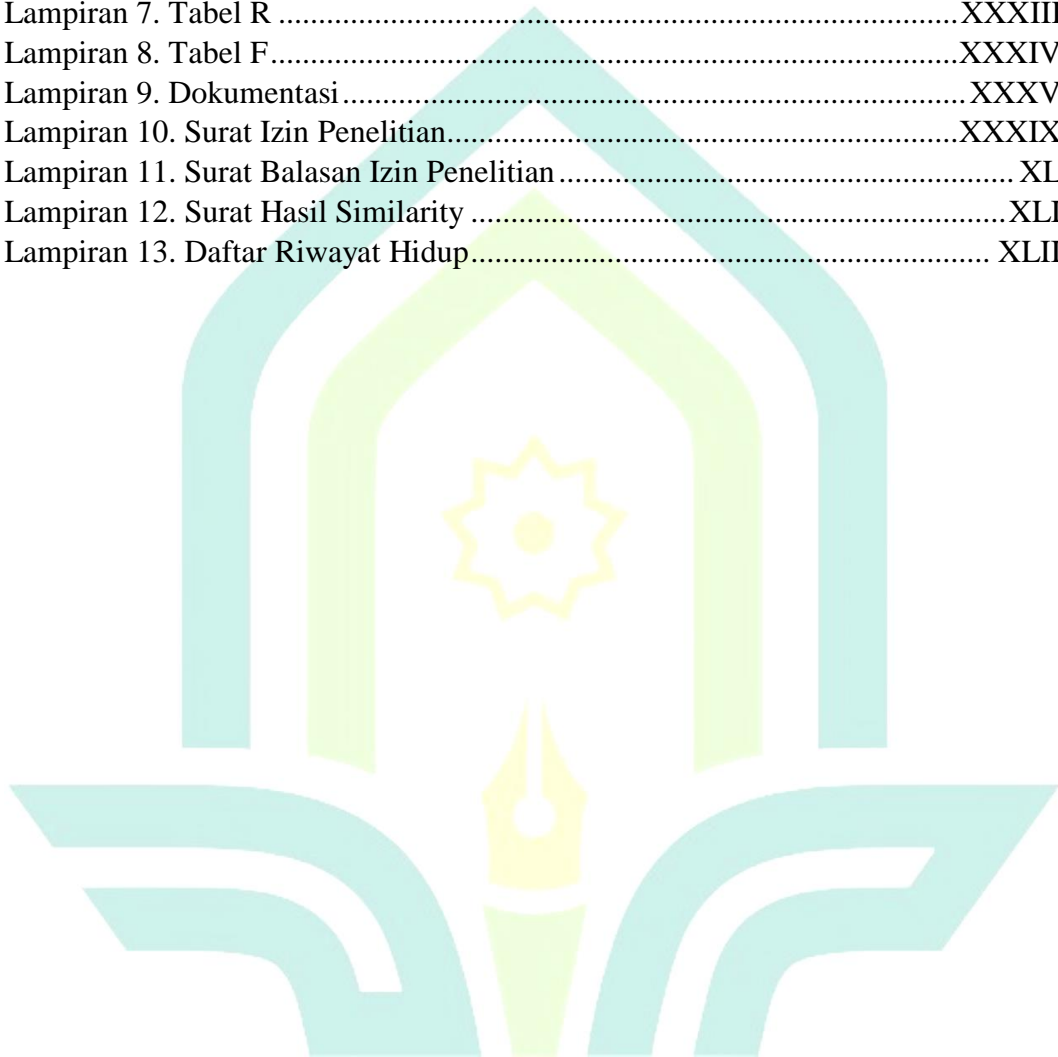 Lampiran 7. Tabel R ..................................................................................... XXXIII
Lampiran 8. Tabel F ...................................................................................... XXXIV
Lampiran 9. Dokumentasi .............................................................................. XXXV
Lampiran 10. Surat Izin Penelitian................................................................ XXXIX
Lampiran 11. Surat Balasan Izin Penelitian ......................................................... XL
Lampiran 12. Surat Hasil Similarity ................................................................... XLI
Lampiran 13. Daftar Riwayat Hidup................................................................. XLII